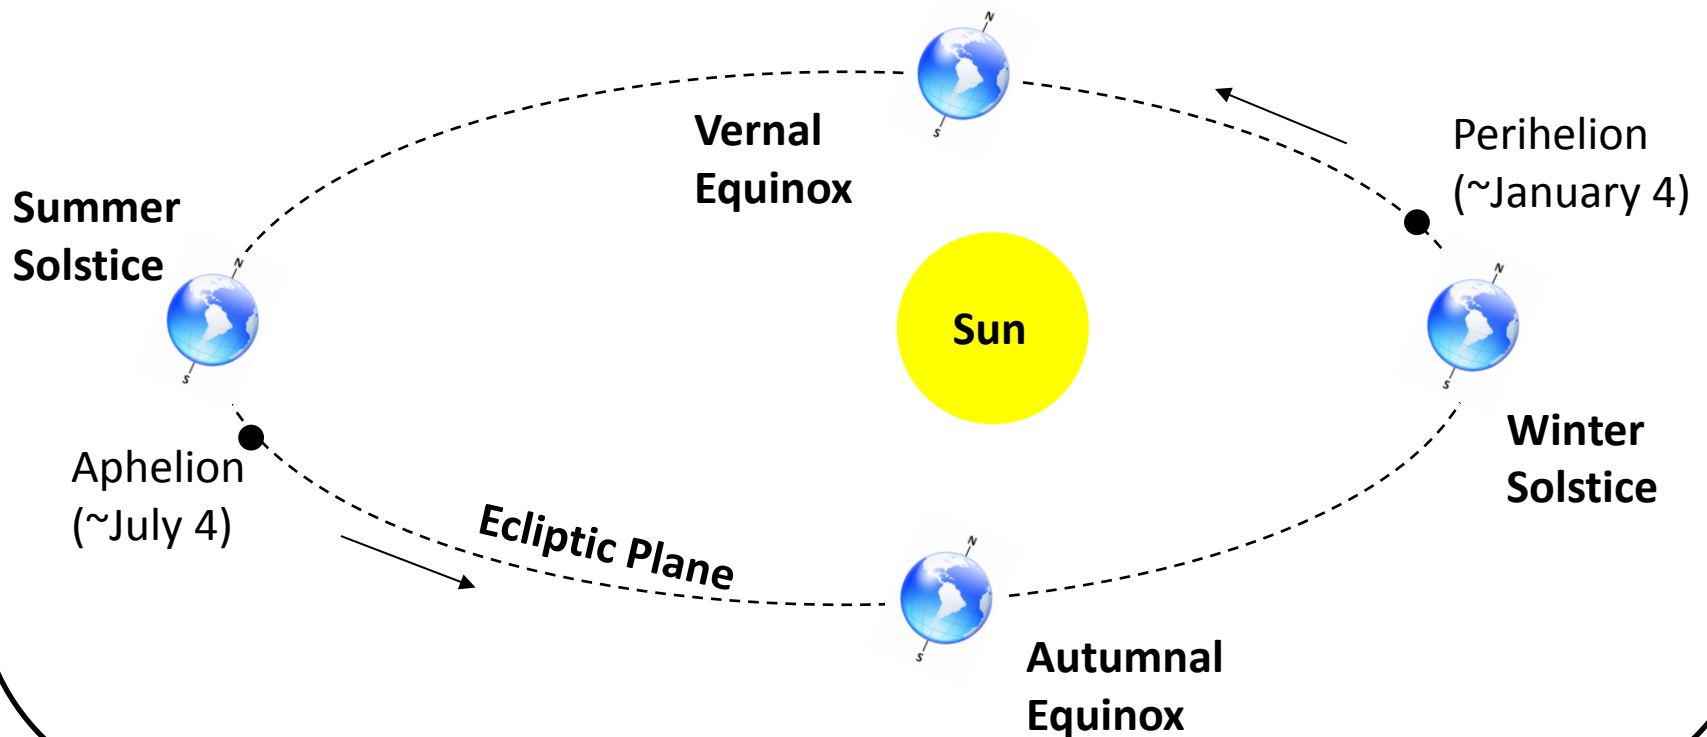 N
S
Vernal
Equinox
Perihelion
(~January 4)
Summer
Solstice
N
S
Sun
N
S
Winter
Solstice
Aphelion
(~July 4)
Ecliptic Plane
N
S
Autumnal
Equinox